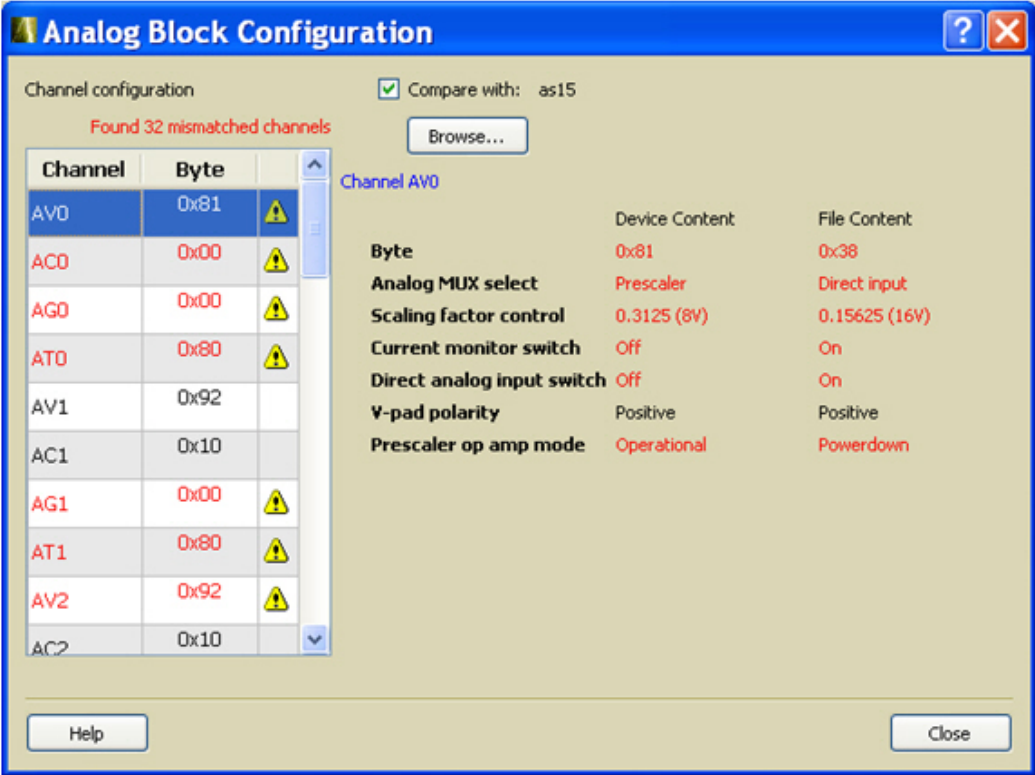 Analog Block Configuration
Channel configuration
Compare with: as15
Found 32 mismatched channels
Browse...
Channel Byte
AV0 0x81
AC0 0x00
AG0 0x00
AT0 0x80
AV1 0x92
AC1 0x10
AG1 0x00
AT1 0x80
AV2 0x92
AC2 0x10
Channel AV0
Device Content File Content
Byte 0x81 0x38
Analog MUX select Prescaler Direct input
Scaling factor control 0.3125 (8V) 0.15625 (16V)
Current monitor switch Off On
Direct analog input switch Off On
V-pad polarity Positive Positive
Prescaler op amp mode Operational Powerdown
Help
Close